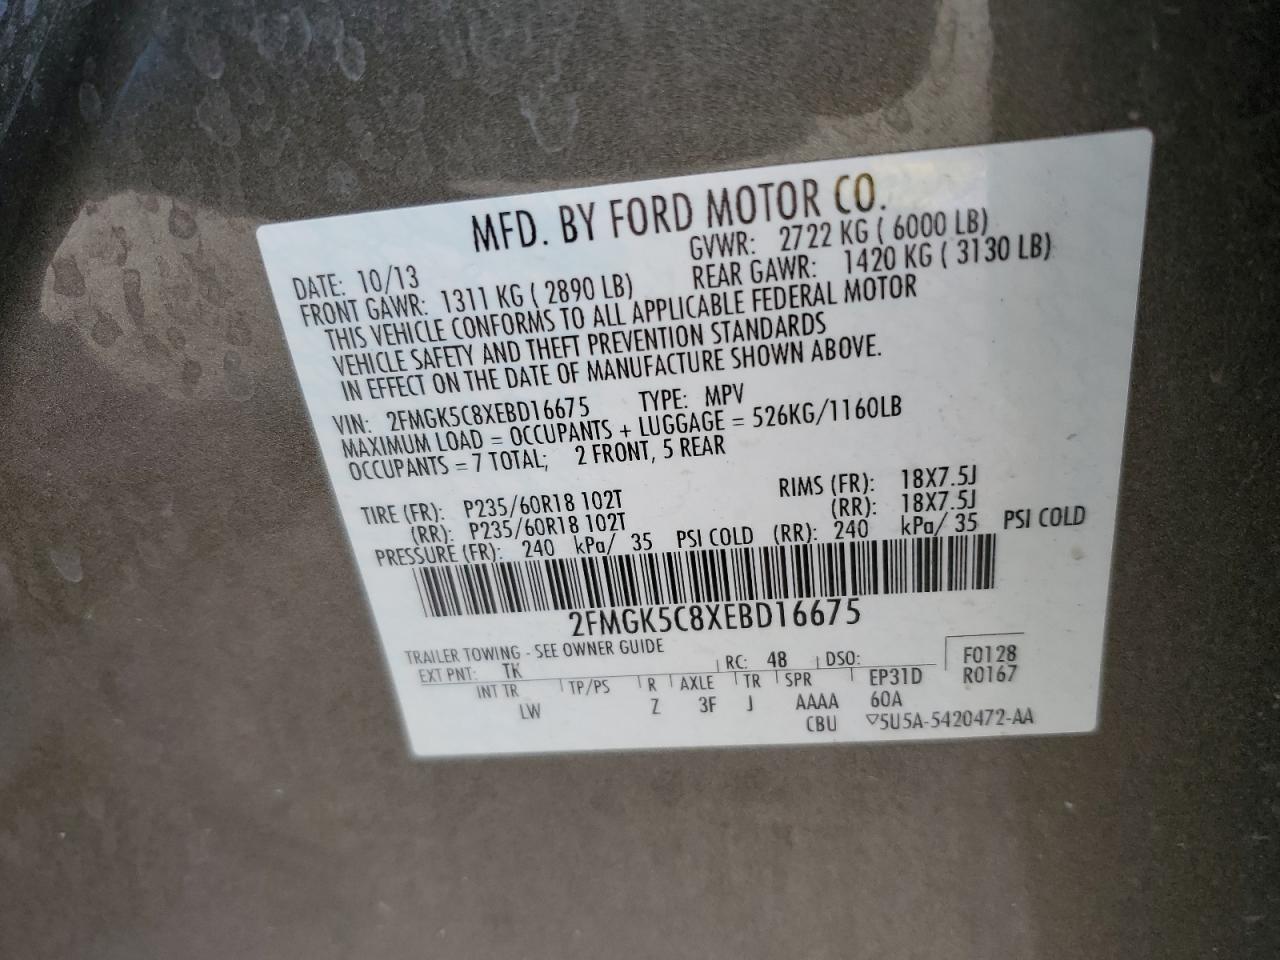 MFD. BY FORD MOTOR CO.
DATE: 10/13 GVWR: 2722 KG ( 6000 LB)
FRONT GAWR: 1311 KG ( 2890 LB) REAR GAWR: 1420 KG ( 3130 LB)
THIS VEHICLE CONFORMS TO ALL APPLICABLE FEDERAL MOTOR
VEHICLE SAFETY AND THEFT PREVENTION STANDARDS
IN EFFECT ON THE DATE OF MANUFACTURE SHOWN ABOVE.
VIN: 2FMGK5C8XEBD16675 TYPE: MPV
MAXIMUM LOAD = OCCUPANTS + LUGGAGE = 526KG/1160LB
OCCUPANTS = 7 TOTAL; 2 FRONT, 5 REAR
TIRE (FR): P235/60R18 102T RIMS (FR): 18X7.5J
(RR): P235/60R18 102T (RR): 18X7.5J
PRESSURE (FR): 240 kPa/ 35 PSI COLD (RR): 240 kPa/ 35 PSI COLD
2FMGK5C8XEBD16675
TRAILER TOWING - SEE OWNER GUIDE
EXT PNT: TK RC: 48 DSO: F0128
INT TR TP/PS R AXLE TR SPR EP31D R0167
LW Z 3F J AAAA 60A
CBU ▽5U5A-5420472-AA